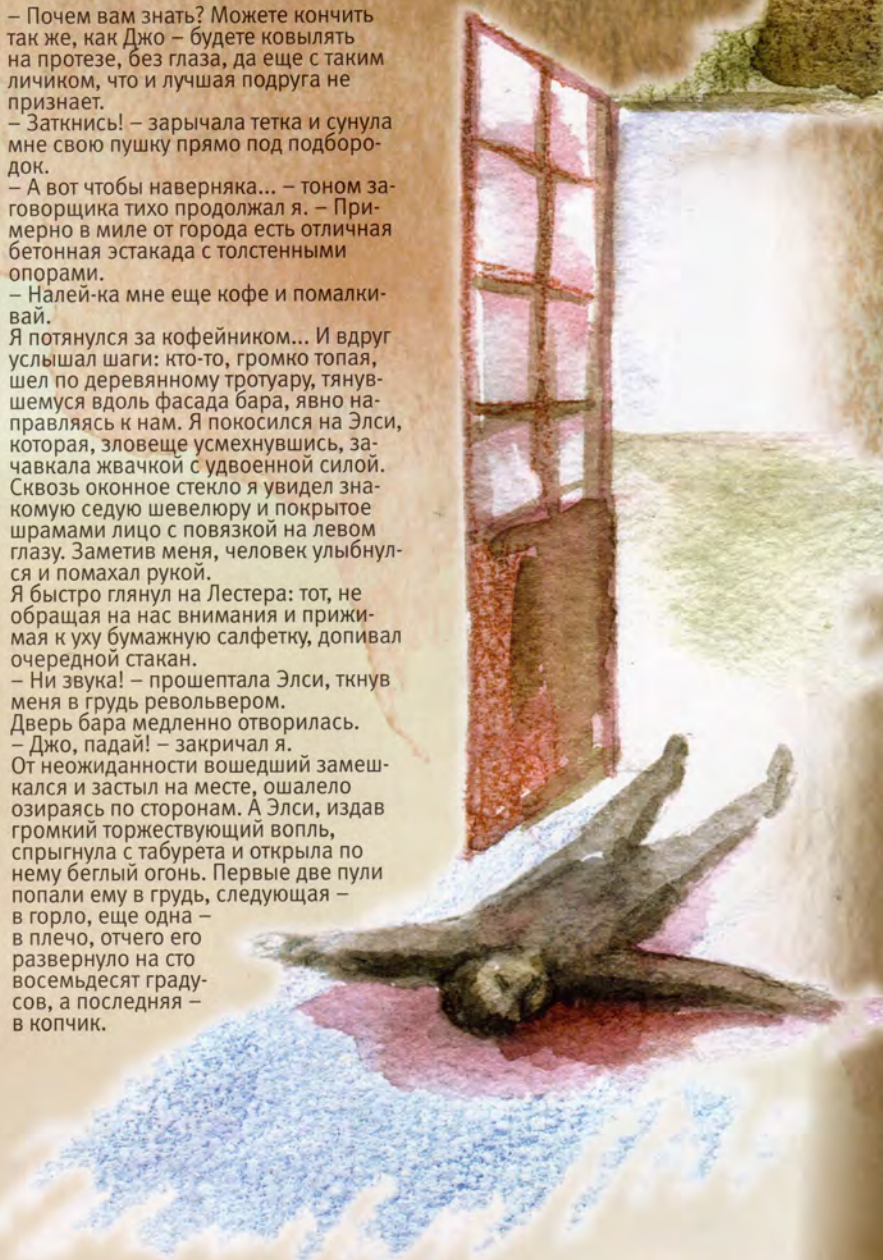 – Почем вам знать? Можете кончить
так же, как Джо – будете ковылять
на протезе, без глаза, да еще с таким
личиком, что и лучшая подруга не
признает.
– Заткнись! – зарычала тетка и сунула
мне свою пушку прямо под подборо-
док.
– А вот чтобы наверняка... – тоном за-
говорщика тихо продолжал я. – При-
мерно в миле от города есть отличная
бетонная эстакада с толстенными
опорами.
– Налей-ка мне еще кофе и помалки-
вай.
Я потянулся за кофейником... И вдруг
услышал шаги: кто-то, громко топая,
шел по деревянному тротуару, тянув-
шемуся вдоль фасада бара, явно на-
правляясь к нам. Я покосился на Элси,
которая, зловеще усмехнувшись, за-
чавкала жвачкой с удвоенной силой.
Сквозь оконное стекло я увидел зна-
комую седую шевелюру и покрытое
шрамами лицо с повязкой на левом
глазу. Заметив меня, человек улыбнул-
ся и помахал рукой.
Я быстро глянул на Лестера: тот, не
обращая на нас внимания и прижи-
мая к уху бумажную салфетку, допивал
очередной стакан.
– Ни звука! – прошептала Элси, ткнув
меня в грудь револьвером.
Дверь бара медленно отворилась.
– Джо, падай! – закричал я.
От неожиданности вошедший замеш-
кался и застыл на месте, ошалело
озираясь по сторонам. А Элси, издав
громкий торжествующий вопль,
спрыгнула с табурета и открыла по
нему беглый огонь. Первые две пули
попали ему в грудь, следующая –
в горло, еще одна –
в плечо, отчего его
развернуло на сто
восемьдесят граду-
сов, а последняя –
в копчик.